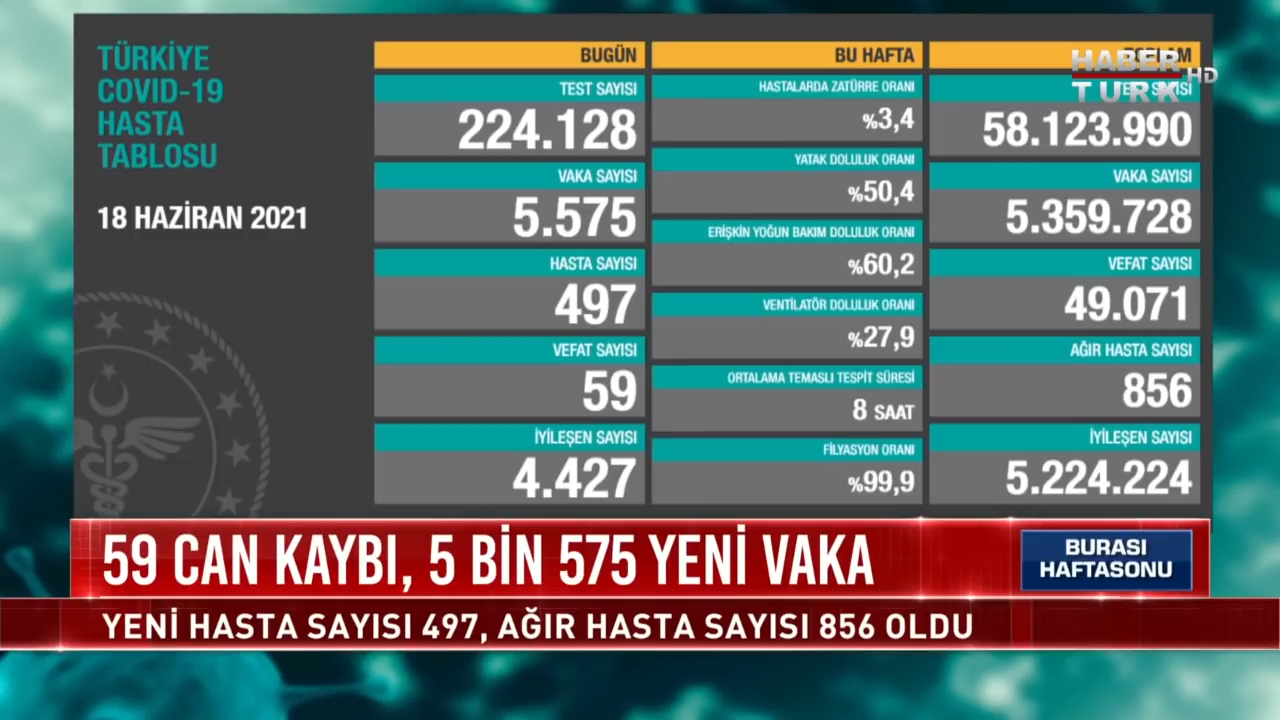 TÜRKİYE
COVID-19
HASTA
TABLOSU
18 HAZİRAN 2021
BUGÜN
TEST SAYISI
224.128
VAKA SAYISI
5.575
HASTA SAYISI
497
VEFAT SAYISI
59
İYİLEŞEN SAYISI
4.427
BU HAFTA
HASTALARDA ZATÜRRE ORANI
%3,4
YATAK DOLULUK ORANI
%50,4
ERİŞKİN YOĞUN BAKIM DOLULUK ORANI
%60,2
VENTİLATÖR DOLULUK ORANI
%27,9
ORTALAMA TEMASLI TESPİT SÜRESİ
8 SAAT
FİLYASYON ORANI
%99,9
HABER
TURK HD
58.123.990
VAKA SAYISI
5.359.728
VEFAT SAYISI
49.071
AĞIR HASTA SAYISI
856
İYİLEŞEN SAYISI
5.224.224
59 CAN KAYBI, 5 BİN 575 YENİ VAKA
BURASI
HAFTASONU
YENİ HASTA SAYISI 497, AĞIR HASTA SAYISI 856 OLDU